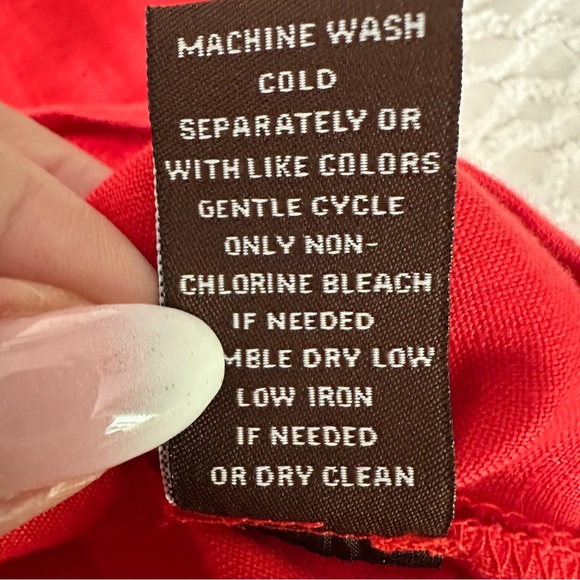 MACHINE WASH
COLD
SEPARATELY OR
WITH LIKE COLORS
GENTLE CYCLE
ONLY NON-
CHLORINE BLEACH
IF NEEDED
MBLE DRY LOW
LOW IRON
IF NEEDED
OR DRY CLEAN